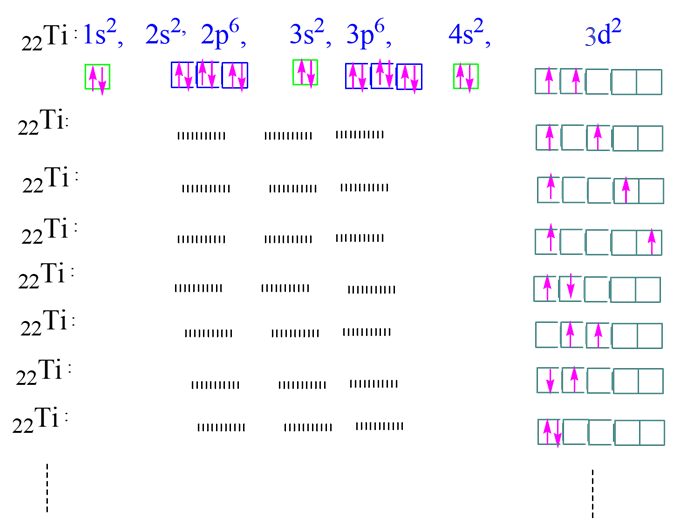 ₂₂Ti: 1s², 2s², 2p⁶, 3s², 3p⁶, 4s², 3d²
₂₂Ti:
₂₂Ti:
₂₂Ti:
₂₂Ti:
₂₂Ti:
₂₂Ti:
₂₂Ti: